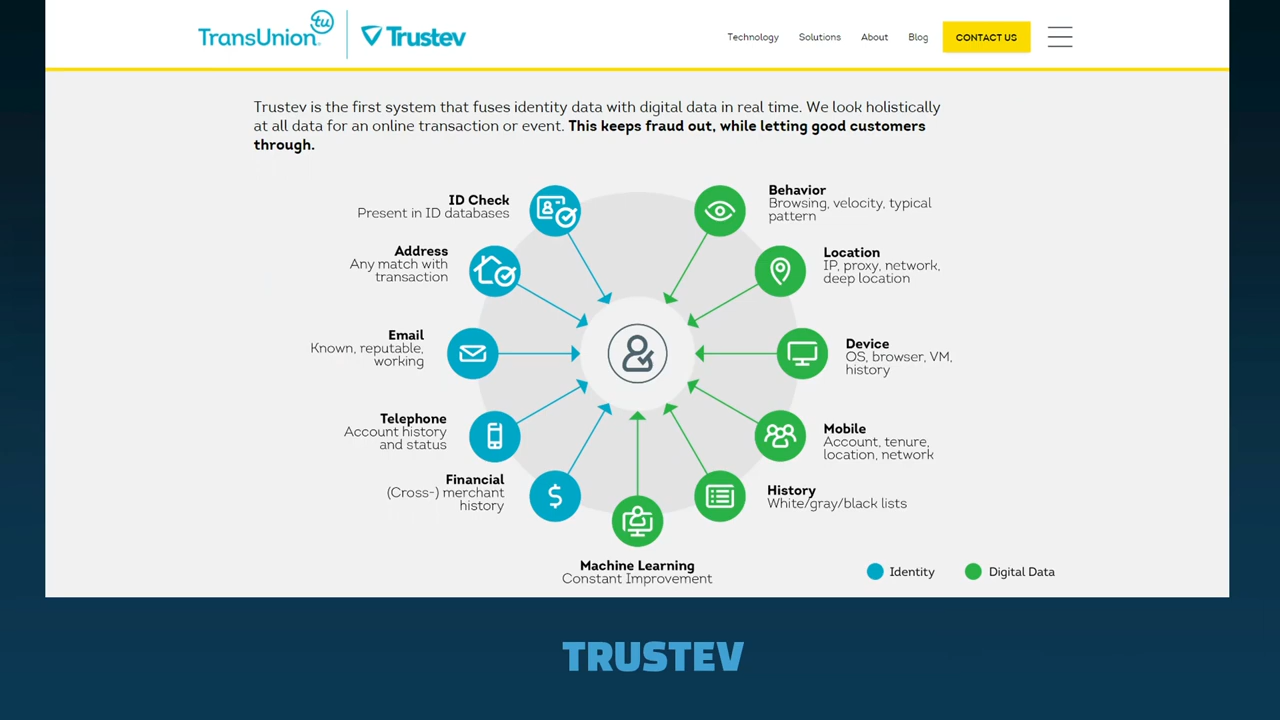 TransUnion
tu
Trustev
Technology
Solutions
About
Blog
CONTACT US
Trustev is the first system that fuses identity data with digital data in real time. We look holistically
at all data for an online transaction or event. This keeps fraud out, while letting good customers
through.
ID Check
Present in ID databases
Address
Any match with
transaction
Email
Known, reputable,
working
Telephone
Account history
and status
Financial
(Cross-) merchant
history
Machine Learning
Constant Improvement
Behavior
Browsing, velocity, typical
pattern
Location
IP, proxy, network,
deep location
Device
OS, browser, VM,
history
Mobile
Account, tenure,
location, network
History
White/gray/black lists
Identity
Digital Data
TRUSTEV